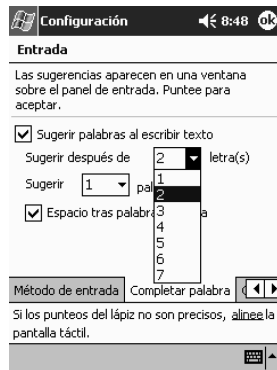 Configuración 8:48 ok
Entrada
Las sugerencias aparecen en una ventana
sobre el panel de entrada. Puntee para
aceptar.
Sugerir palabras al escribir texto
Sugerir después de 2 letra(s)
Sugerir 1 pal
Espacio tras palabra a
1
2
3
4
5
6
7
Método de entrada Completar palabra
Si los punteos del lápiz no son precisos, alinee la
pantalla táctil.